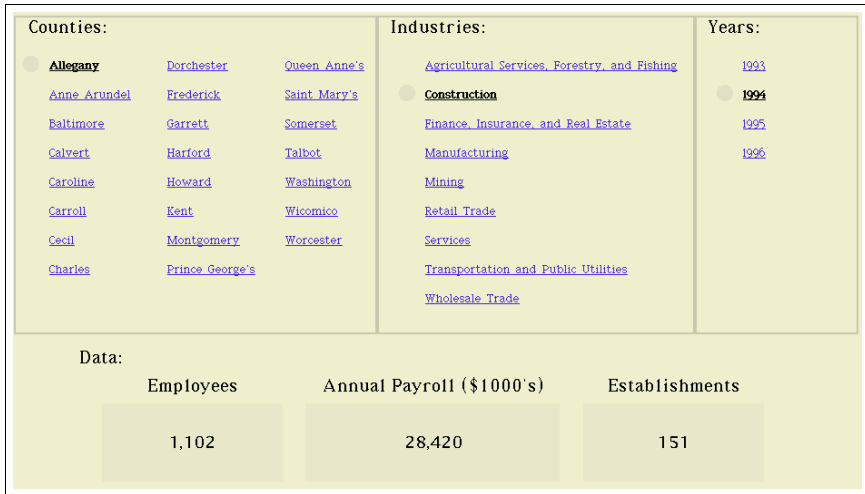 Counties:
Allegany Dorchester Queen Anne's
Anne Arundel Frederick Saint Mary's
Baltimore Garrett Somerset
Calvert Harford Talbot
Caroline Howard Washington
Carroll Kent Wicomico
Cecil Montgomery Worcester
Charles Prince George's
Industries:
Agricultural Services, Forestry, and Fishing
Construction
Finance, Insurance, and Real Estate
Manufacturing
Mining
Retail Trade
Services
Transportation and Public Utilities
Wholesale Trade
Years:
1993
1994
1995
1996
Data:
Employees Annual Payroll ($1000's) Establishments
1,102 28,420 151